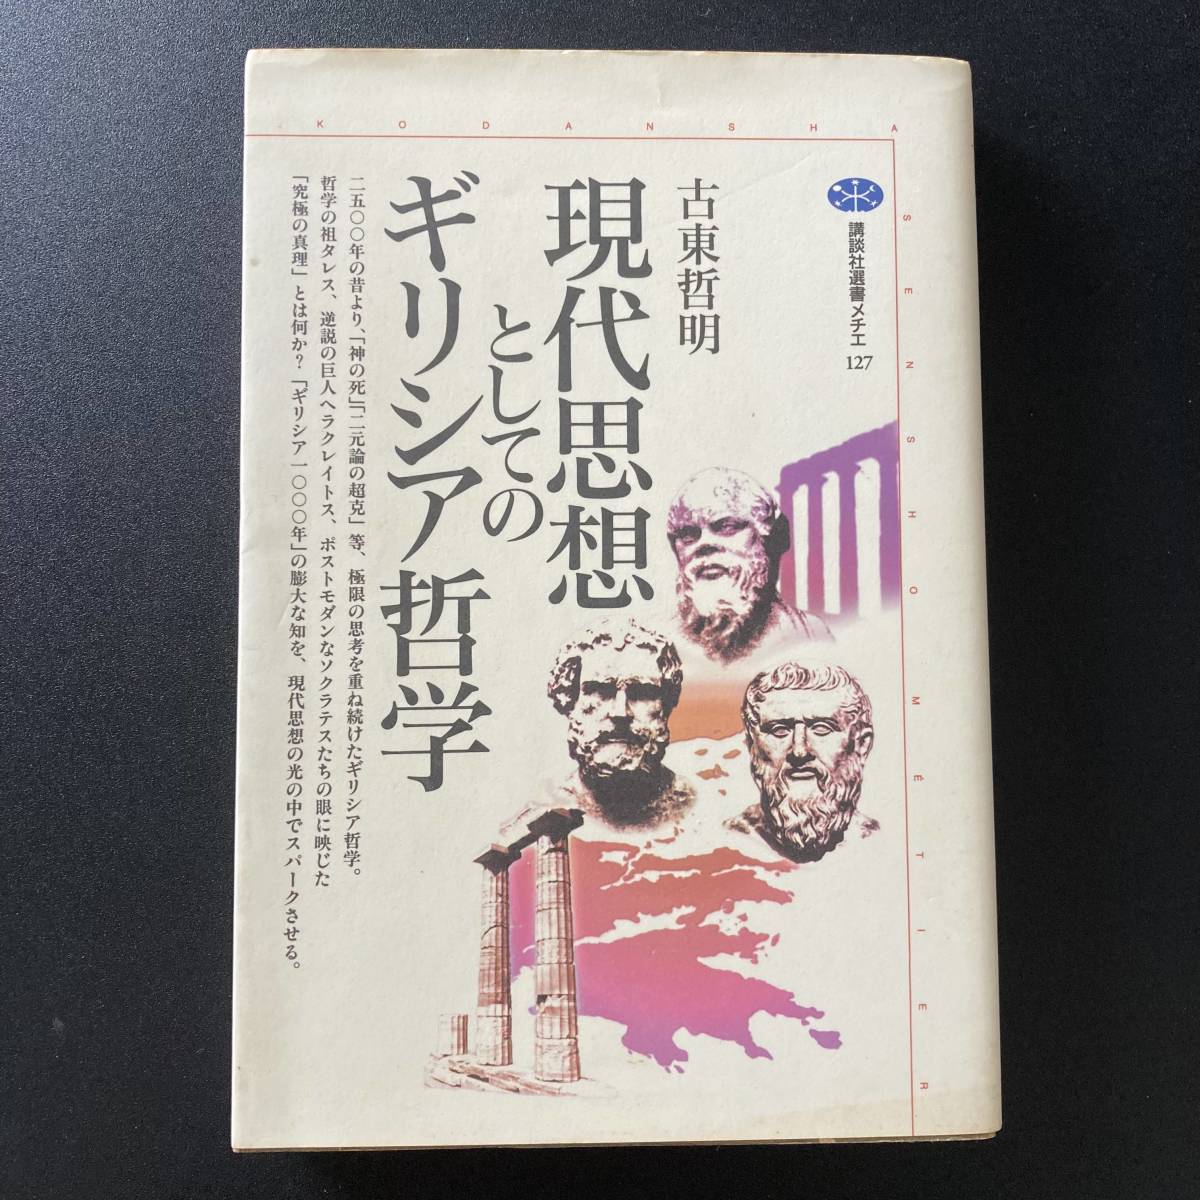 KODANSHA
SENSHO MÉTIER
講談社選書メチエ
127
古東哲明
現代思想
としての
ギリシア哲学
二五〇〇年の昔より、「神の死」「二元論の超克」等、極限の思考を重ね続けたギリシア哲学。
哲学の祖タレス、逆説の巨人ヘラクレイトス、ポストモダンなソクラテスたちの眼に映じた
「究極の真理」とは何か?「ギリシア一〇〇〇年」の膨大な知を、現代思想の光の中でスパークさせる。